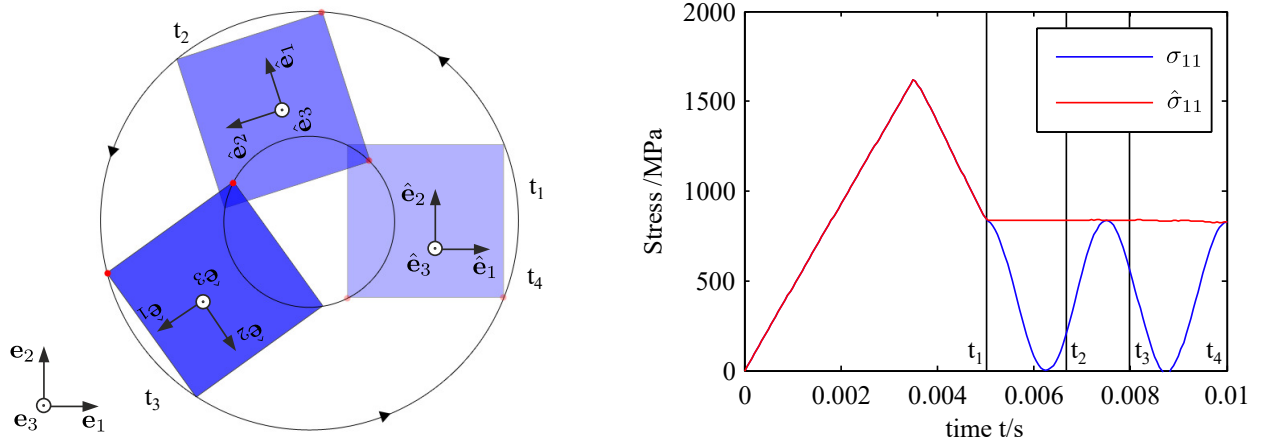 t₂
ê₁
ê₂
ê₃
t₁
ê₂
ê₃
ê₁
t₄
ê₃
ê₁
ê₂
e₂
e₃
e₁
t₃
2000
1500
1000
500
0
Stress /MPa
σ₁₁
σ̂₁₁
t₁
t₂
t₃
t₄
0
0.002
0.004
0.006
0.008
0.01
time t/s